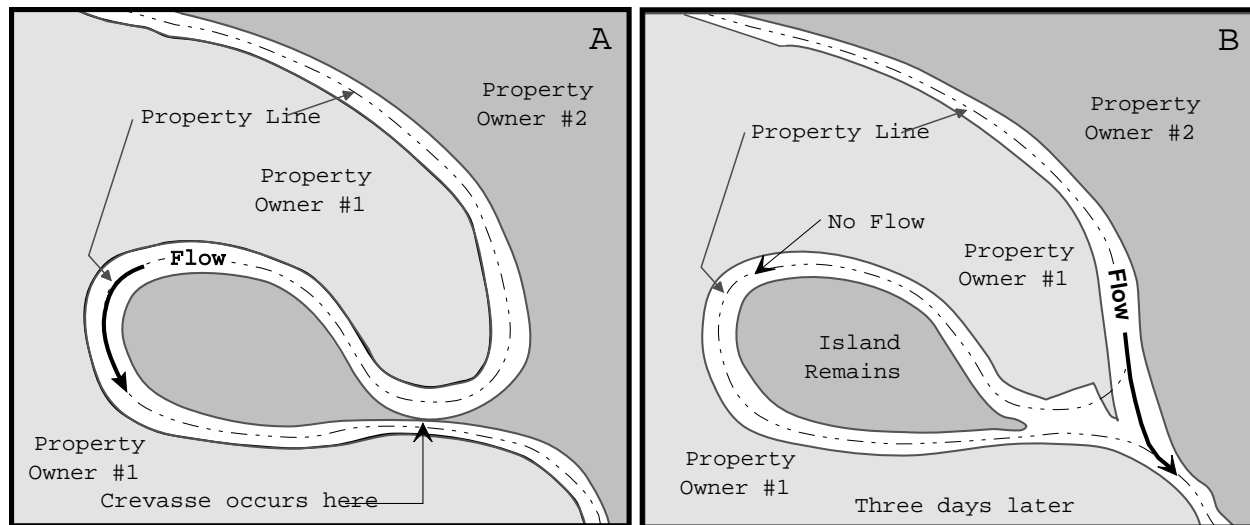 A
Property
Owner #2
Property Line
Property
Owner #1
Flow
Property
Owner #1
Crevasse occurs here
B
Property
Owner #2
Property Line
No Flow
Property
Owner #1
Flow
Island
Remains
Property
Owner #1
Three days later